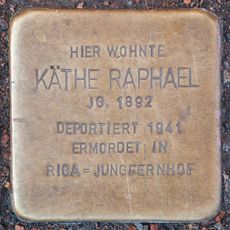 HIER WOHNTE
KÄTHE RAPHAEL
JG. 1892
DEPORTIERT 1941
ERMORDET IN
RIGA=JUNGFERNHOF